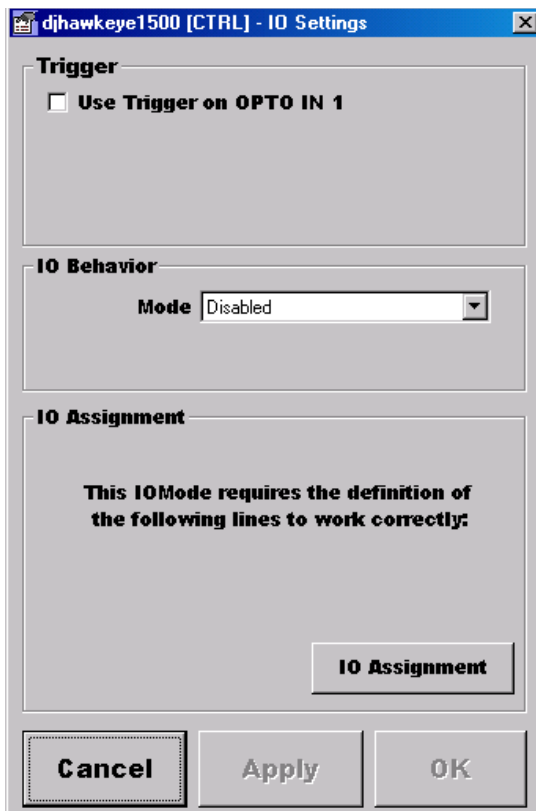 djhawkeye1500 [CTRL] - IO Settings
Trigger
Use Trigger on OPTO IN 1
IO Behavior
Mode Disabled
IO Assignment
This IOMode requires the definition of
the following lines to work correctly:
IO Assignment
Cancel Apply OK